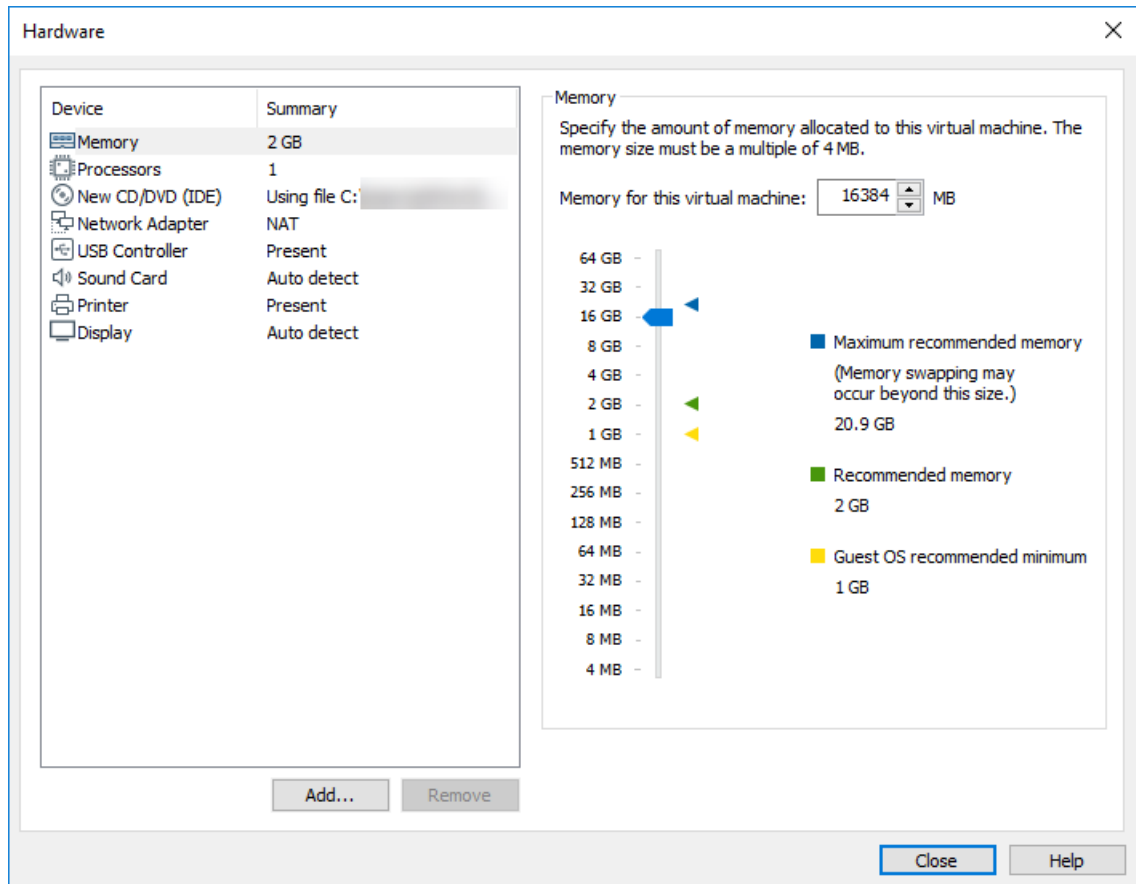 Hardware
Device Summary
Memory 2 GB
Processors 1
New CD/DVD (IDE) Using file C:
Network Adapter NAT
USB Controller Present
Sound Card Auto detect
Printer Present
Display Auto detect
Add...
Remove
Memory
Specify the amount of memory allocated to this virtual machine. The
memory size must be a multiple of 4 MB.
Memory for this virtual machine: 16384 MB
64 GB
32 GB
16 GB
8 GB
4 GB
2 GB
1 GB
512 MB
256 MB
128 MB
64 MB
32 MB
16 MB
8 MB
4 MB
Maximum recommended memory
(Memory swapping may
occur beyond this size.)
20.9 GB
Recommended memory
2 GB
Guest OS recommended minimum
1 GB
Close
Help